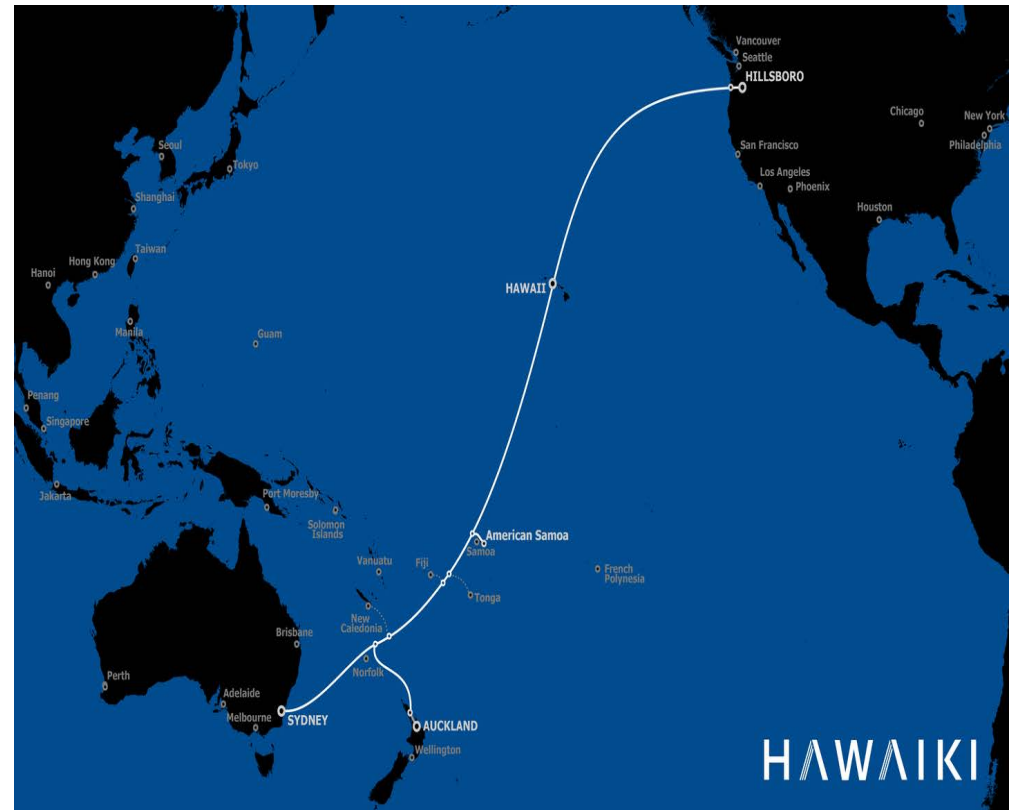 Vancouver
Seattle
HILLSBORO
Chicago
New York
Philadelphia
San Francisco
Los Angeles
Phoenix
Houston
Seoul
Tokyo
Shanghai
Taiwan
Hong Kong
Hanoi
HAWAII
Manila
Guam
Penang
Singapore
Jakarta
Port Moresby
Solomon
Islands
American Samoa
Samoa
Vanuatu
Fiji
French
Polynesia
Tonga
New
Caledonia
Brisbane
Norfolk
Perth
Adelaide
Melbourne
SYDNEY
AUCKLAND
Wellington
HAWAIKI